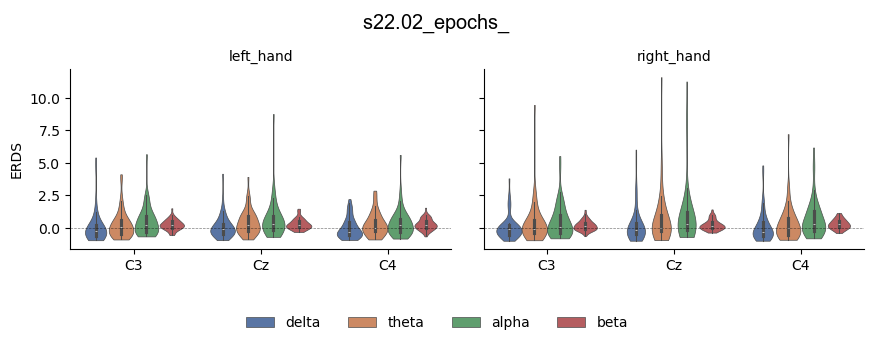 s22.02_epochs_
left_hand
right_hand
ERDS
10.0
7.5
5.0
2.5
0.0
C3
Cz
C4
C3
Cz
C4
delta
theta
alpha
beta